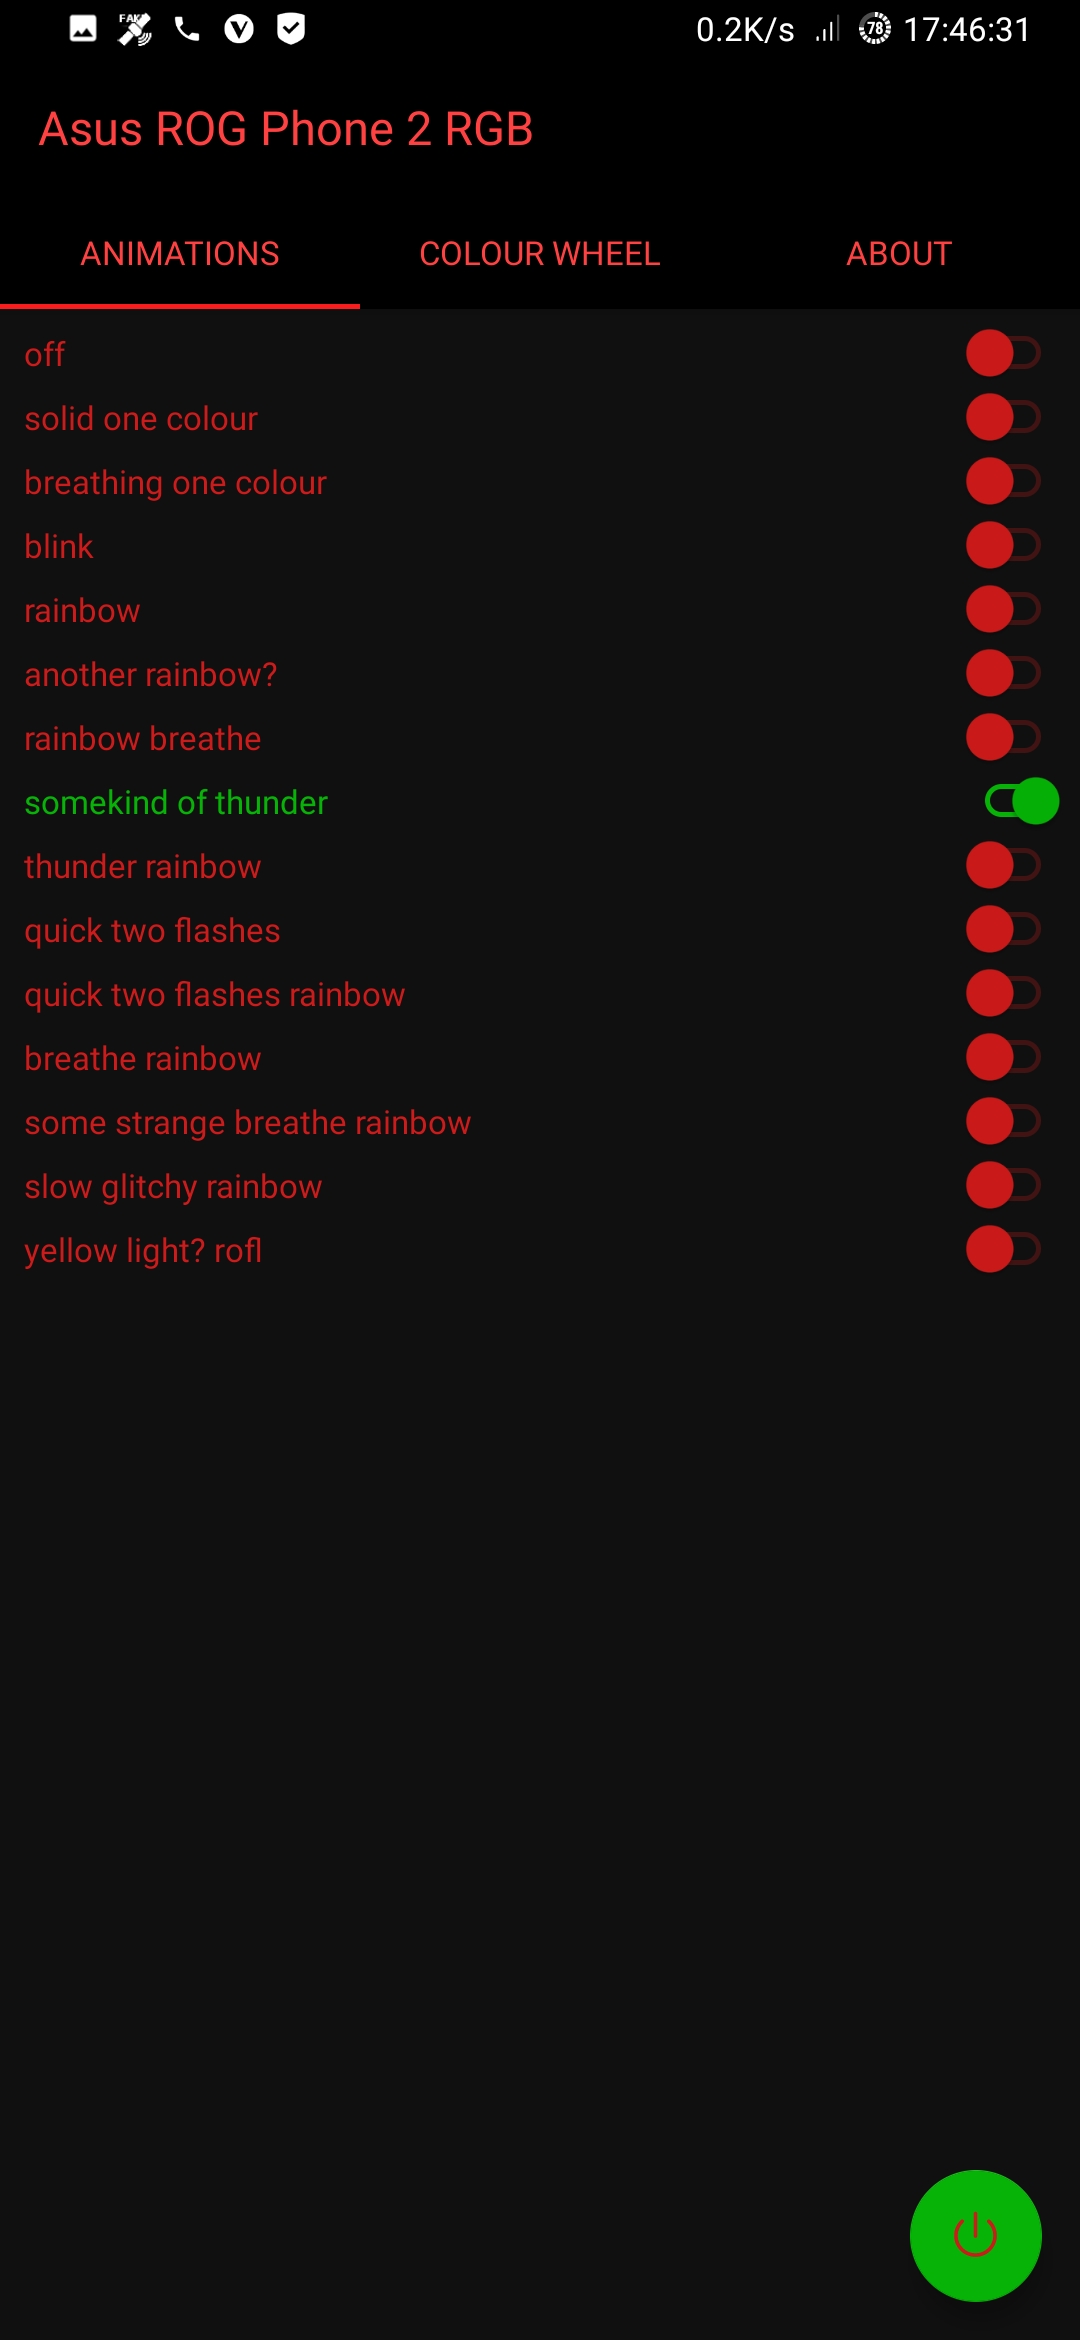 FAKE
0.2K/s 78 17:46:31
Asus ROG Phone 2 RGB
ANIMATIONS COLOUR WHEEL ABOUT
off
solid one colour
breathing one colour
blink
rainbow
another rainbow?
rainbow breathe
somekind of thunder
thunder rainbow
quick two flashes
quick two flashes rainbow
breathe rainbow
some strange breathe rainbow
slow glitchy rainbow
yellow light? rofl